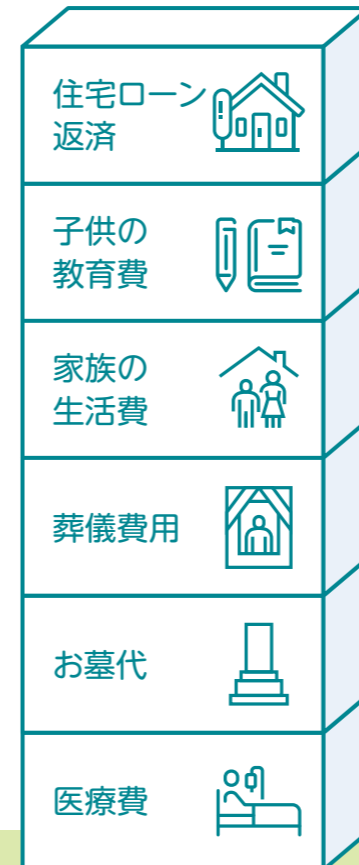 住宅ローン
返済
子供の
教育費
家族の
生活費
葬儀費用
お墓代
医療費